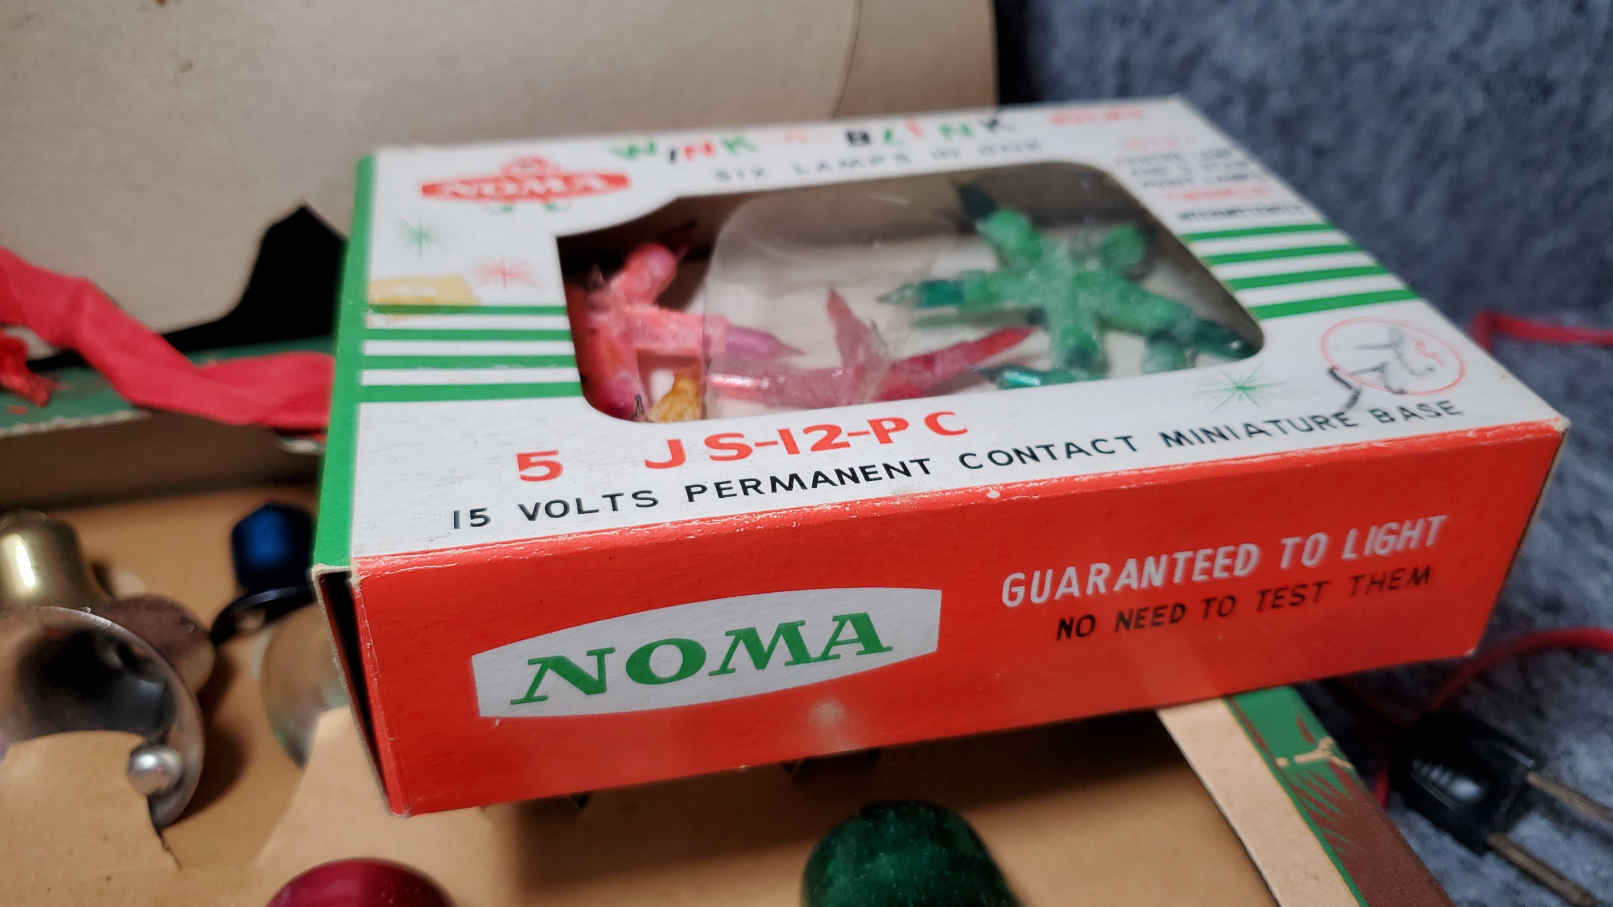 WINK n BLINK
NOMA
SIX LAMPS IN ONE
5 JS-12-PC
15 VOLTS PERMANENT CONTACT MINIATURE BASE
NOMA
GUARANTEED TO LIGHT
NO NEED TO TEST THEM